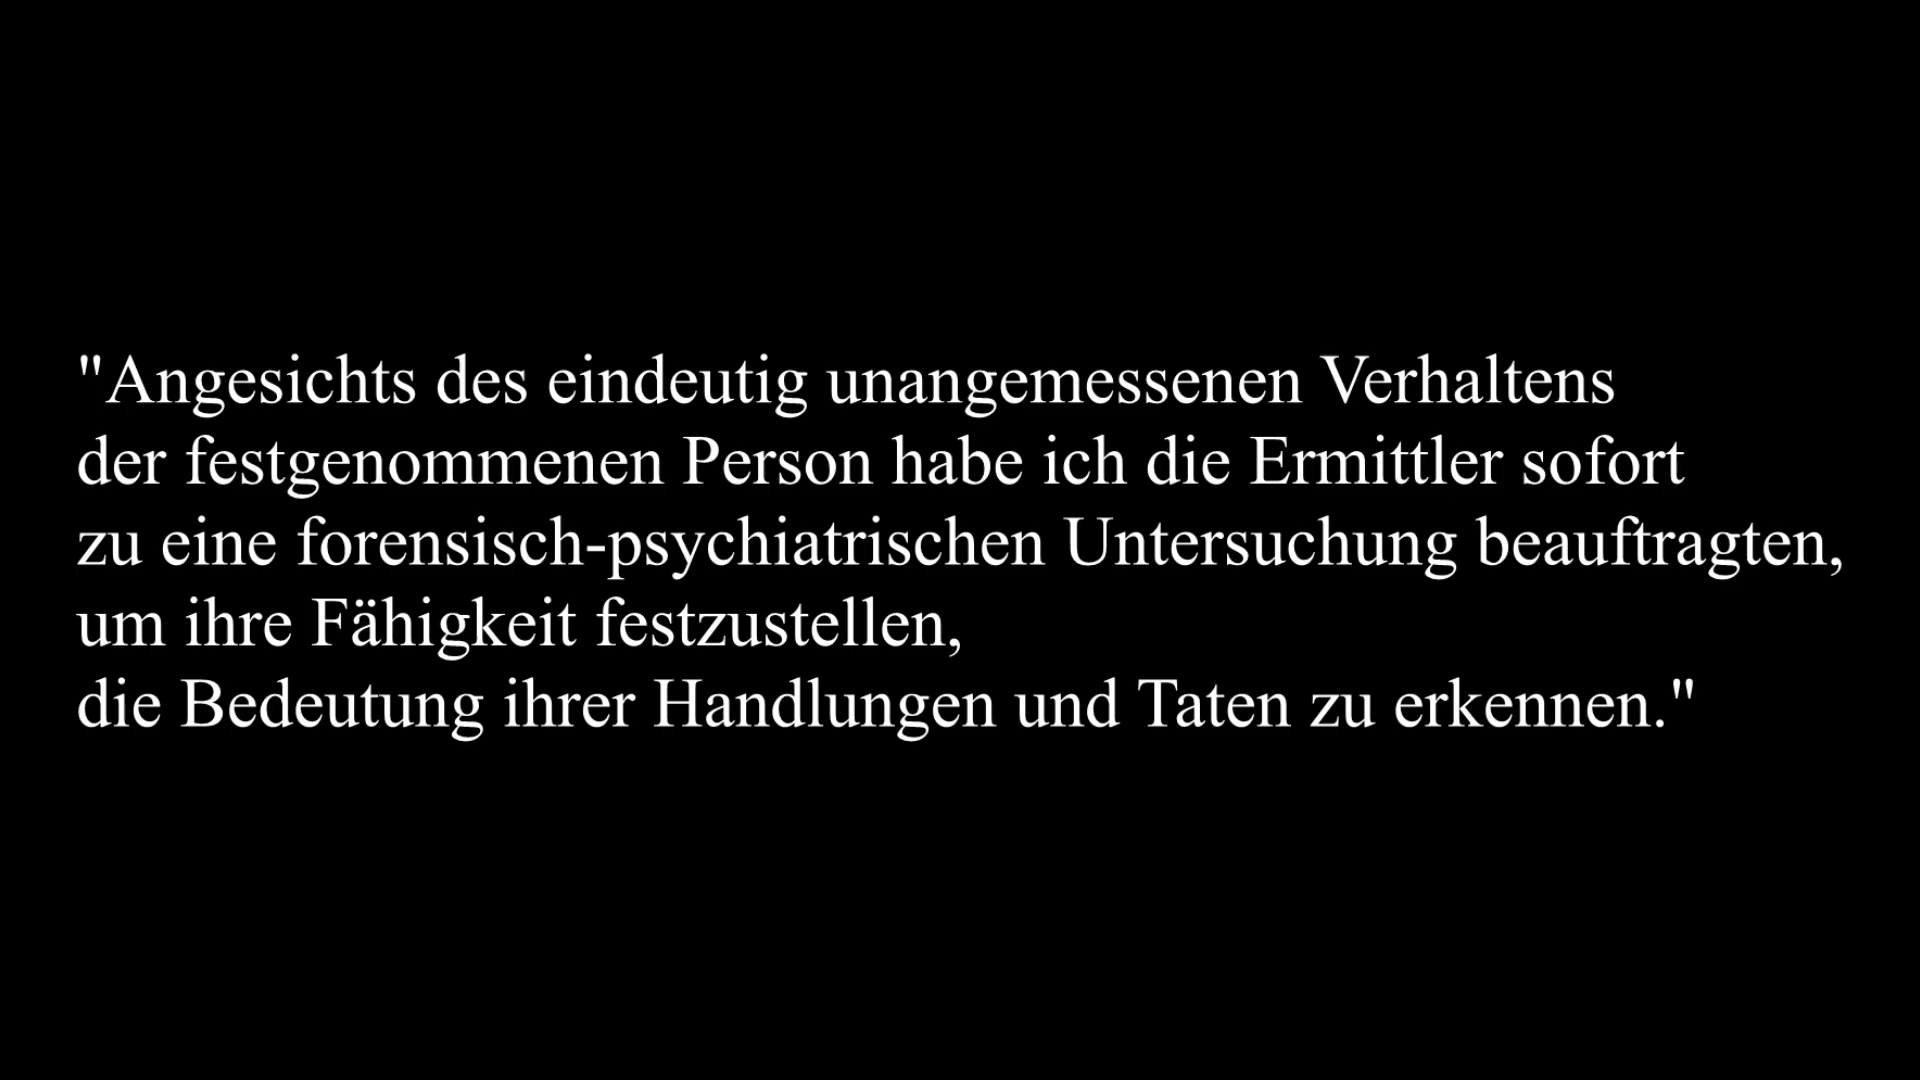 "Angesichts des eindeutig unangemessenen Verhaltens
der festgenommenen Person habe ich die Ermittler sofort
zu eine forensisch-psychiatrischen Untersuchung beauftragten,
um ihre Fähigkeit festzustellen,
die Bedeutung ihrer Handlungen und Taten zu erkennen."